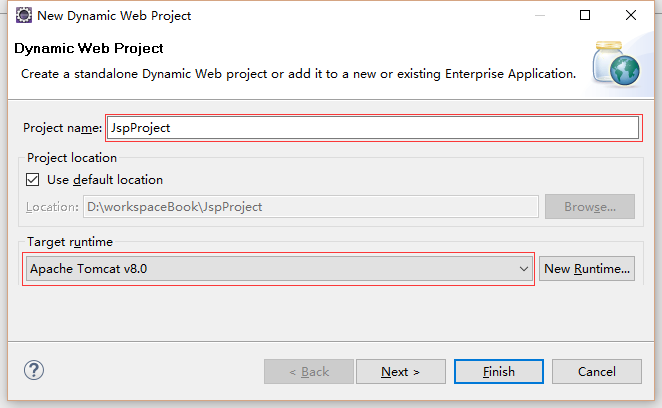 New Dynamic Web Project
Dynamic Web Project
Create a standalone Dynamic Web project or add it to a new or existing Enterprise Application.
Project name: JspProject
Project location
Use default location
Location: D:\workspaceBook\JspProject Browse...
Target runtime
Apache Tomcat v8.0 New Runtime...
? < Back Next > Finish Cancel